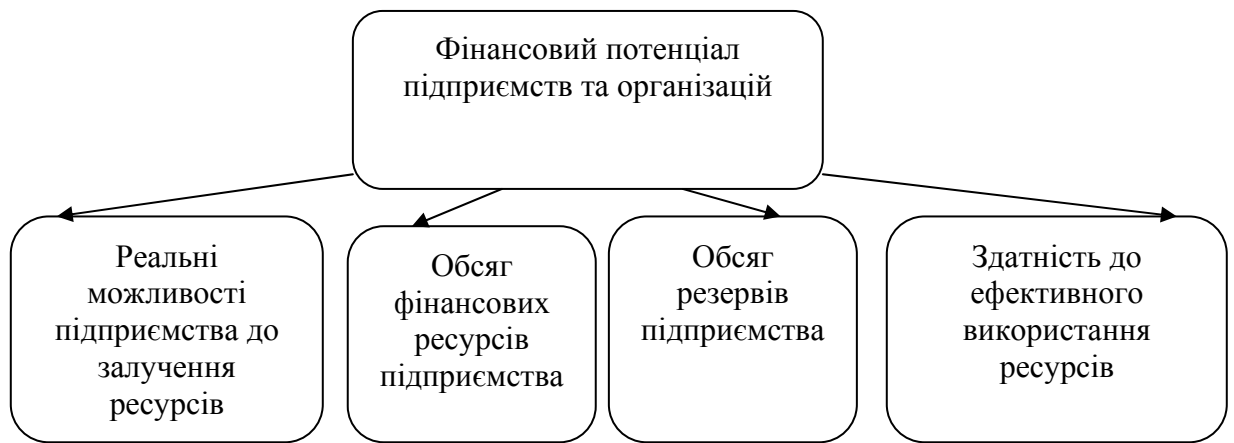 Фінансовий потенціал
підприємств та організацій
Реальні
можливості
підприємства до
залучення
ресурсів
Обсяг
фінансових
ресурсів
підприємства
Обсяг
резервів
підприємства
Здатність до
ефективного
використання
ресурсів